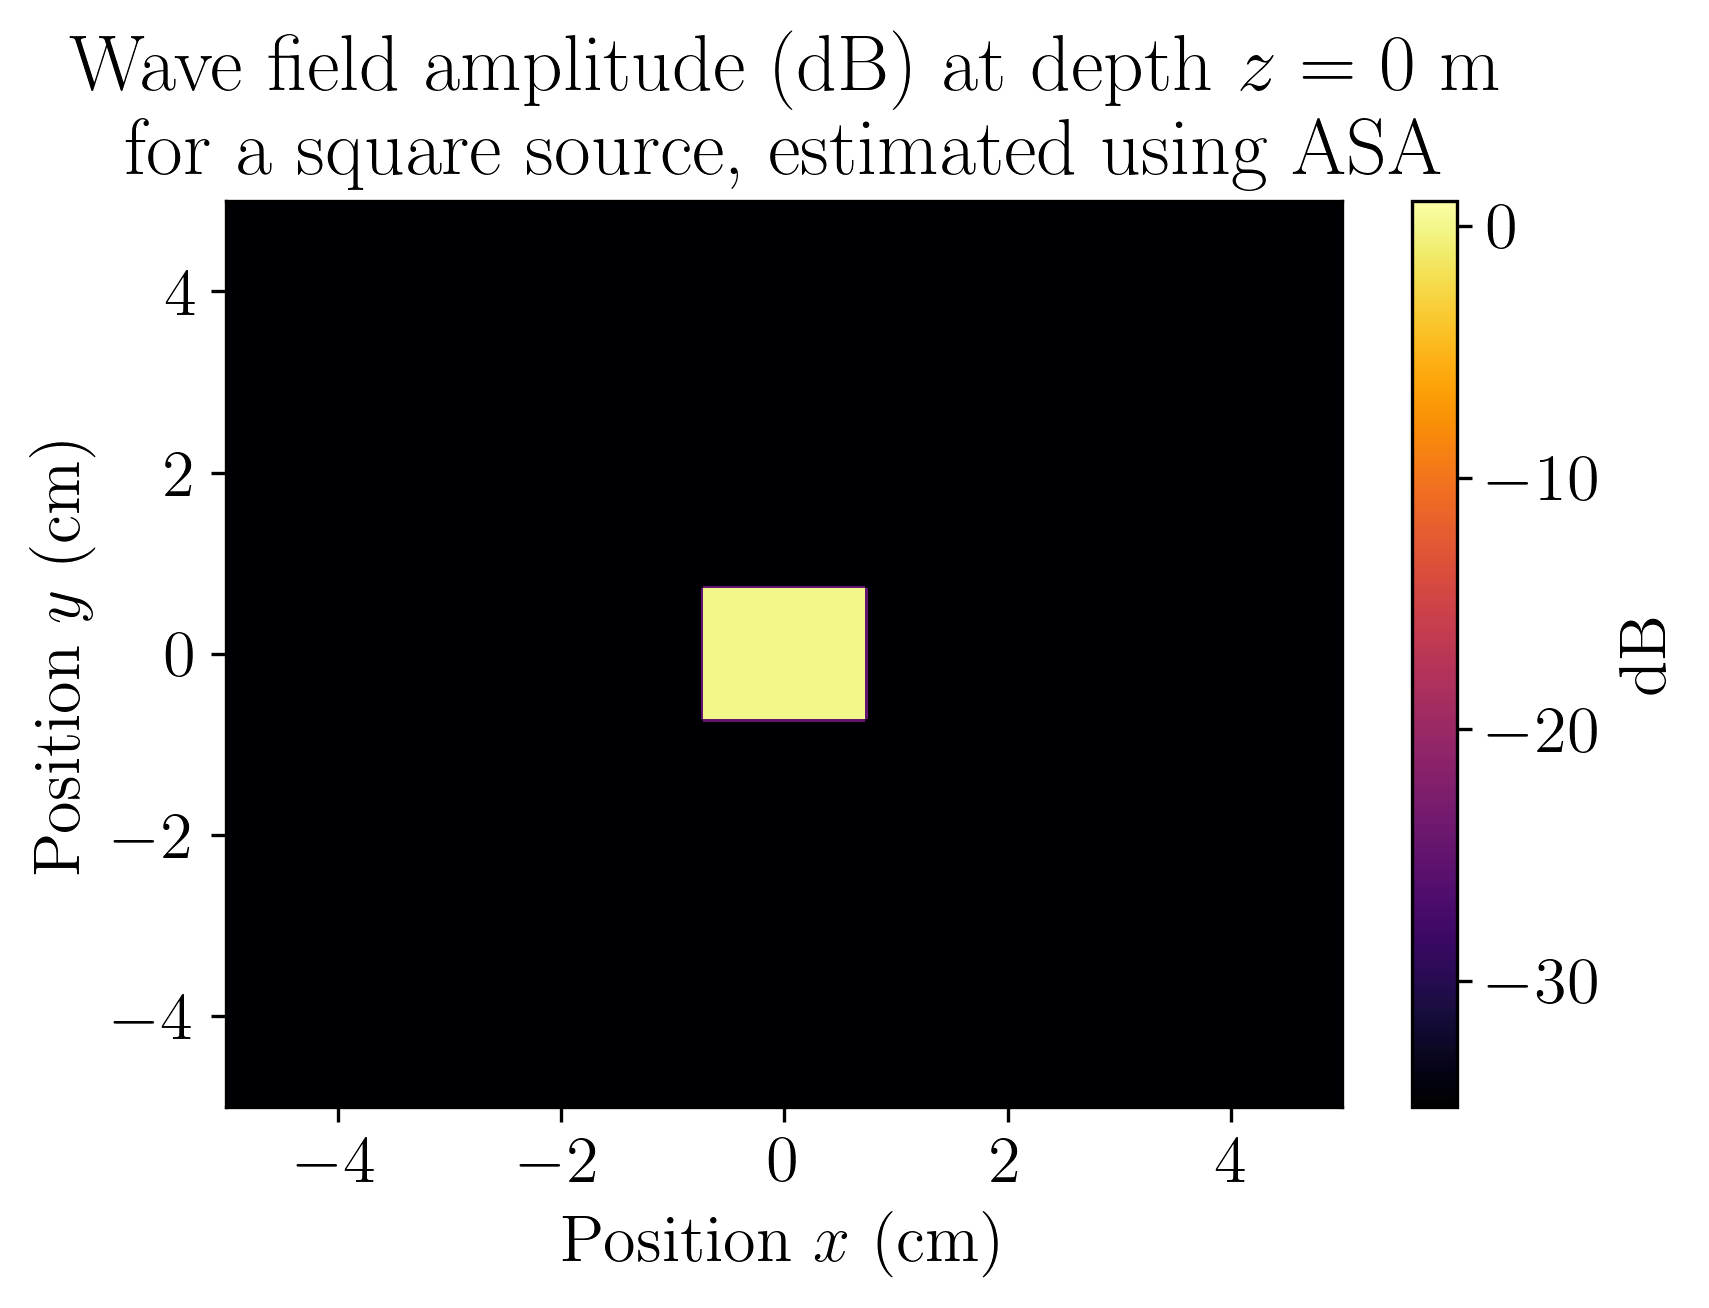 Wave field amplitude (dB) at depth z = 0 m
for a square source, estimated using ASA
Position y (cm)
4
2
0
−2
−4
−4
−2
0
2
4
Position x (cm)
0
−10
−20
−30
dB